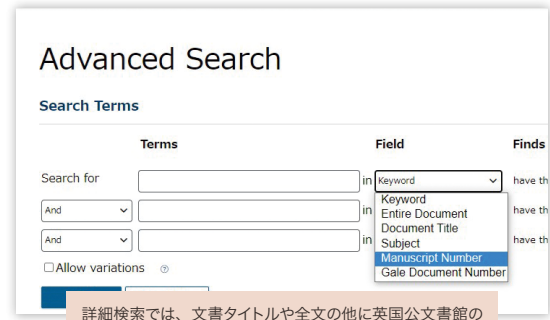 Advanced Search
Search Terms
Terms Field Finds
Search for in Keyword have th
And in have th
And in have th
Keyword
Entire Document
Document Title
Subject
Manuscript Number
Gale Document Number
Allow variations
詳細検索では、文書タイトルや全文の他に英国公文書館の